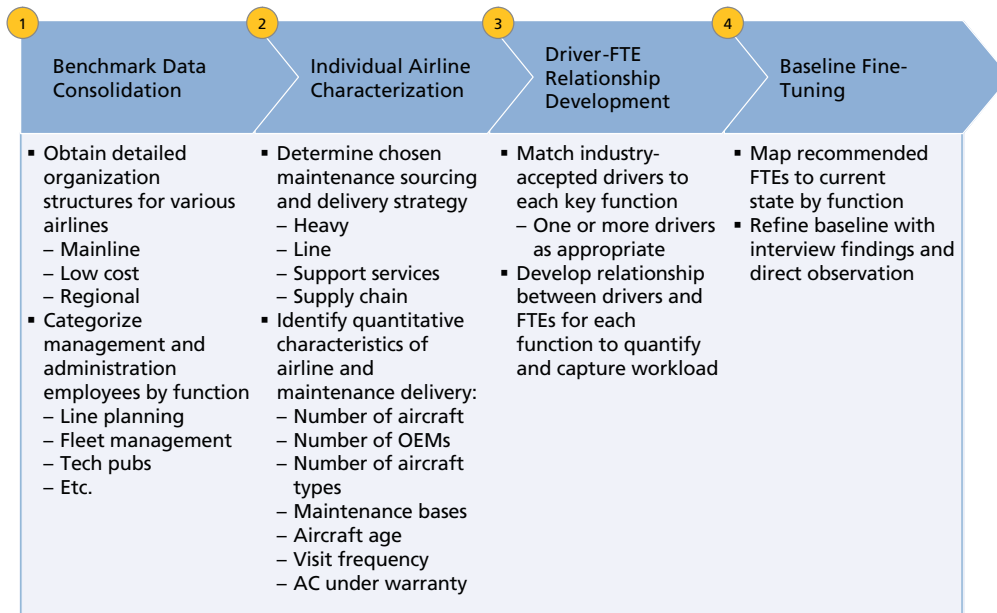 1
Benchmark Data
Consolidation
▪ Obtain detailed
organization
structures for various
airlines
– Mainline
– Low cost
– Regional
▪ Categorize
management and
administration
employees by function
– Line planning
– Fleet management
– Tech pubs
– Etc.
2
Individual Airline
Characterization
▪ Determine chosen
maintenance sourcing
and delivery strategy
– Heavy
– Line
– Support services
– Supply chain
▪ Identify quantitative
characteristics of
airline and
maintenance delivery:
– Number of aircraft
– Number of OEMs
– Number of aircraft
types
– Maintenance bases
– Aircraft age
– Visit frequency
– AC under warranty
3
Driver-FTE
Relationship
Development
▪ Match industry-
accepted drivers to
each key function
– One or more drivers
as appropriate
▪ Develop relationship
between drivers and
FTEs for each
function to quantify
and capture workload
4
Baseline Fine-
Tuning
▪ Map recommended
FTEs to current
state by function
▪ Refine baseline with
interview findings and
direct observation